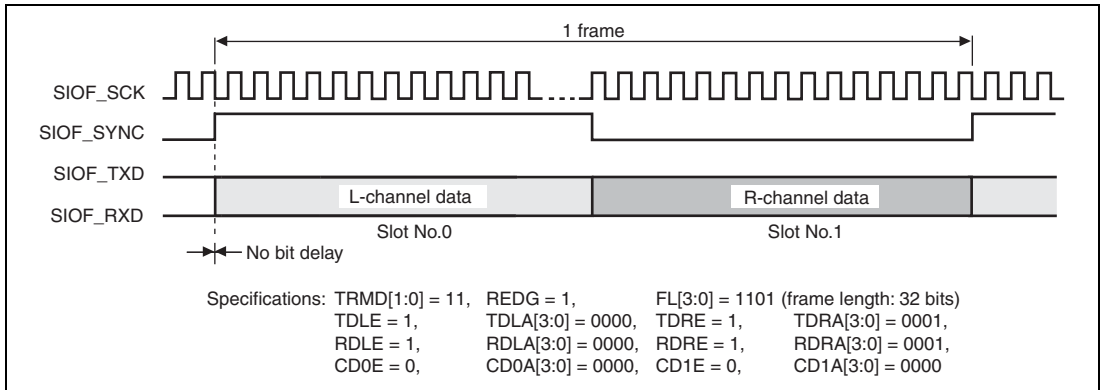 1 frame
SIOF_SCK
SIOF_SYNC
SIOF_TXD
L-channel data
R-channel data
SIOF_RXD
Slot No.0
Slot No.1
No bit delay
Specifications: TRMD[1:0] = 11, REDG = 1, FL[3:0] = 1101 (frame length: 32 bits)
TDLE = 1, TDLA[3:0] = 0000, TDRE = 1, TDRA[3:0] = 0001,
RDLE = 1, RDLA[3:0] = 0000, RDRE = 1, RDRA[3:0] = 0001,
CD0E = 0, CD0A[3:0] = 0000, CD1E = 0, CD1A[3:0] = 0000